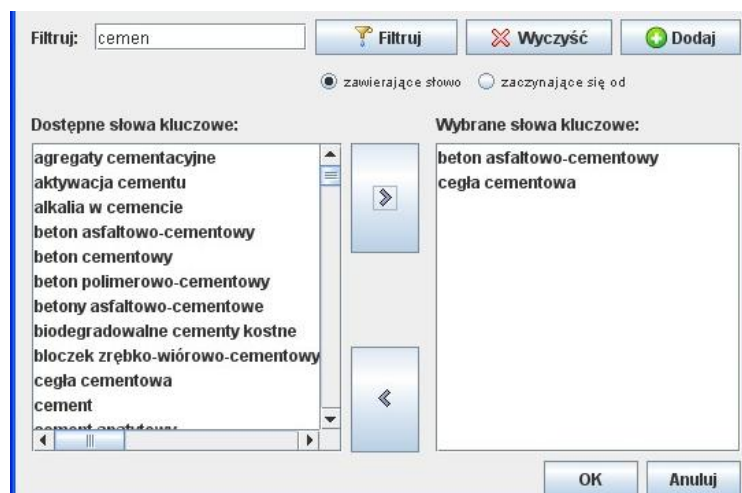 Filtruj: cemen Filtruj Wyczyść Dodaj
zawierające słowo zaczynające się od
Dostępne słowa kluczowe:
agregaty cementacyjne
aktywacja cementu
alkalia w cemencie
beton asfaltowo-cementowy
beton cementowy
beton polimerowo-cementowy
betony asfaltowo-cementowe
biodegradowalne cementy kostne
bloczek zrębko-wiórowo-cementowy
cegła cementowa
cement
cement apatytowy
Wybrane słowa kluczowe:
beton asfaltowo-cementowy
cegła cementowa
OK Anuluj